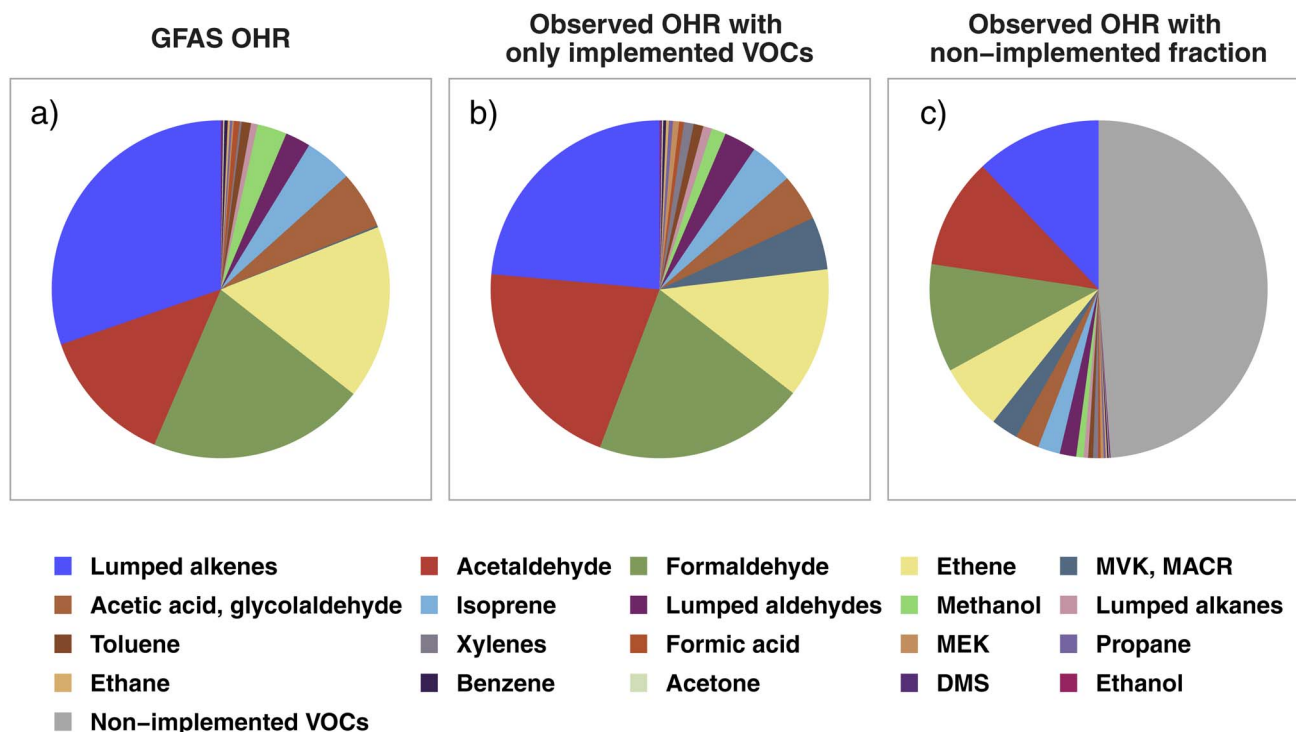 GFAS OHR
Observed OHR with
only implemented VOCs
Observed OHR with
non−implemented fraction
a)
b)
c)
Lumped alkenes
Acetaldehyde
Formaldehyde
Ethene
MVK, MACR
Acetic acid, glycolaldehyde
Isoprene
Lumped aldehydes
Methanol
Lumped alkanes
Toluene
Xylenes
Formic acid
MEK
Propane
Ethane
Benzene
Acetone
DMS
Ethanol
Non−implemented VOCs